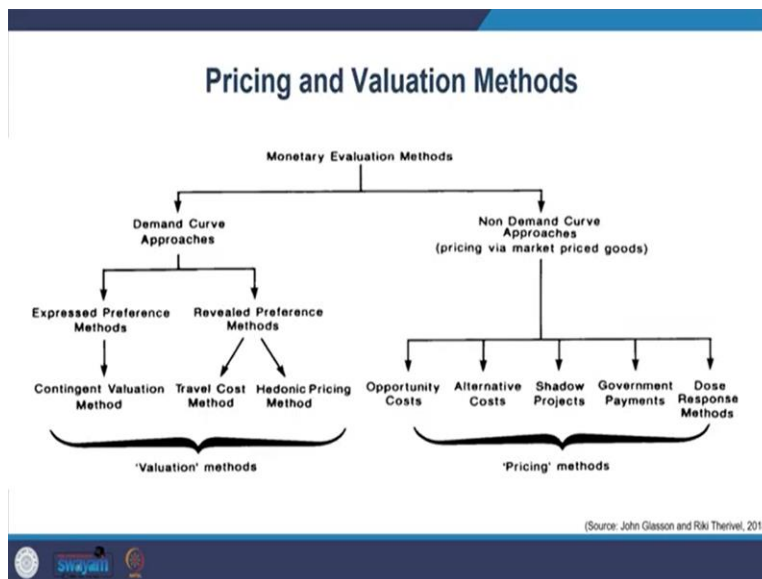 Pricing and Valuation Methods
Monetary Evaluation Methods
Demand Curve
Approaches
Non Demand Curve
Approaches
(pricing via market priced goods)
Expressed Preference
Methods
Revealed Preference
Methods
Contingent Valuation
Method
Travel Cost
Method
Hedonic Pricing
Method
Opportunity
Costs
Alternative
Costs
Shadow
Projects
Government
Payments
Dose
Response
Methods
'Valuation' methods
'Pricing' methods
(Source: John Glasson and Riki Therivel, 201
swayam